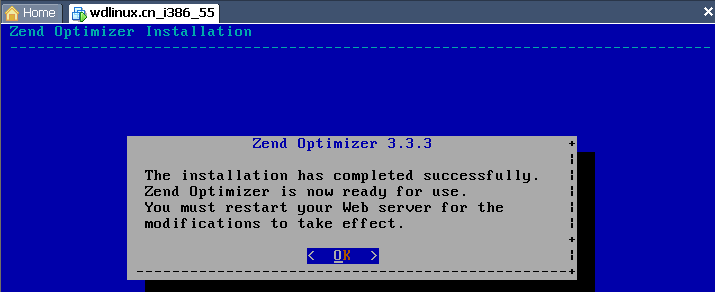 Home
wdlinux.cn_i386_55
Zend Optimizer Installation
Zend Optimizer 3.3.3
The installation has completed successfully.
Zend Optimizer is now ready for use.
You must restart your Web server for the
modifications to take effect.
< OK >